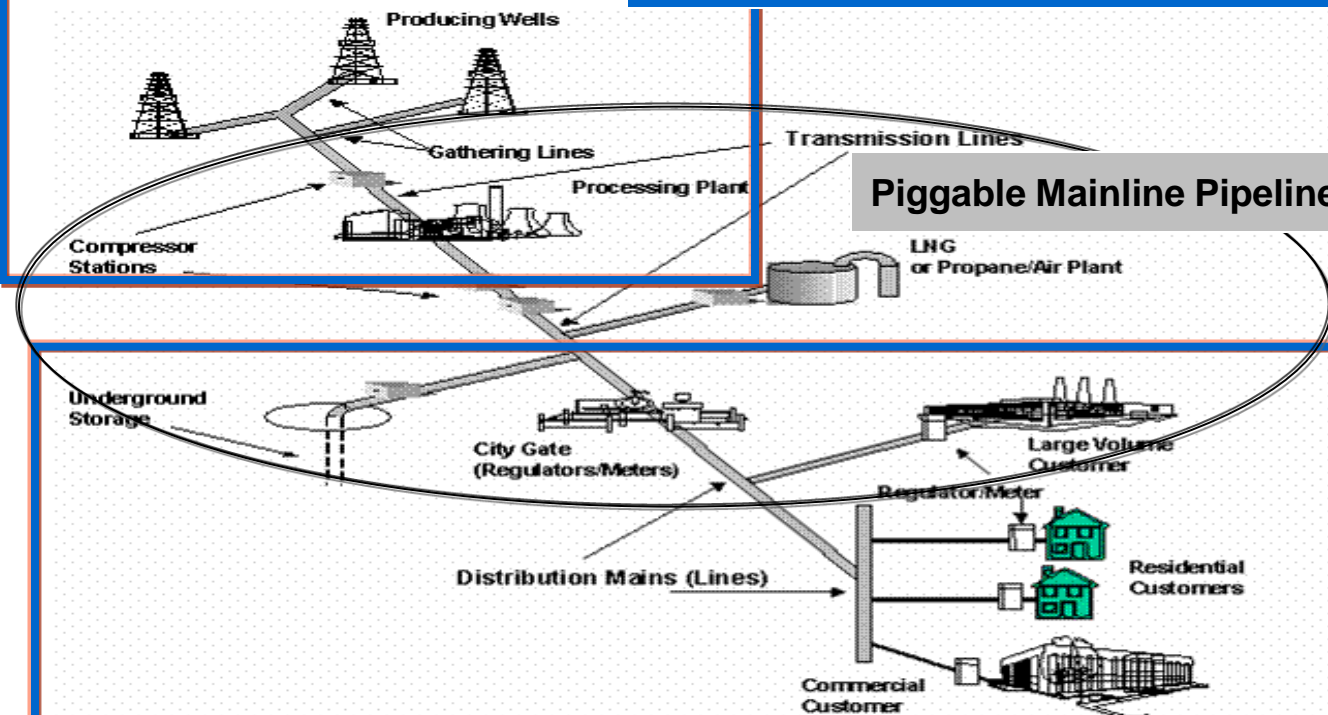 Producing Wells
Gathering Lines
Transmission Lines
Processing Plant
Piggable Mainline Pipeline
Compressor
Stations
LNG
or Propane/Air Plant
Underground
Storage
City Gate
(Regulators/Meters)
Large Volume
Customer
Regulator/Meter
Distribution Mains (Lines)
Residential
Customers
Commercial
Customer